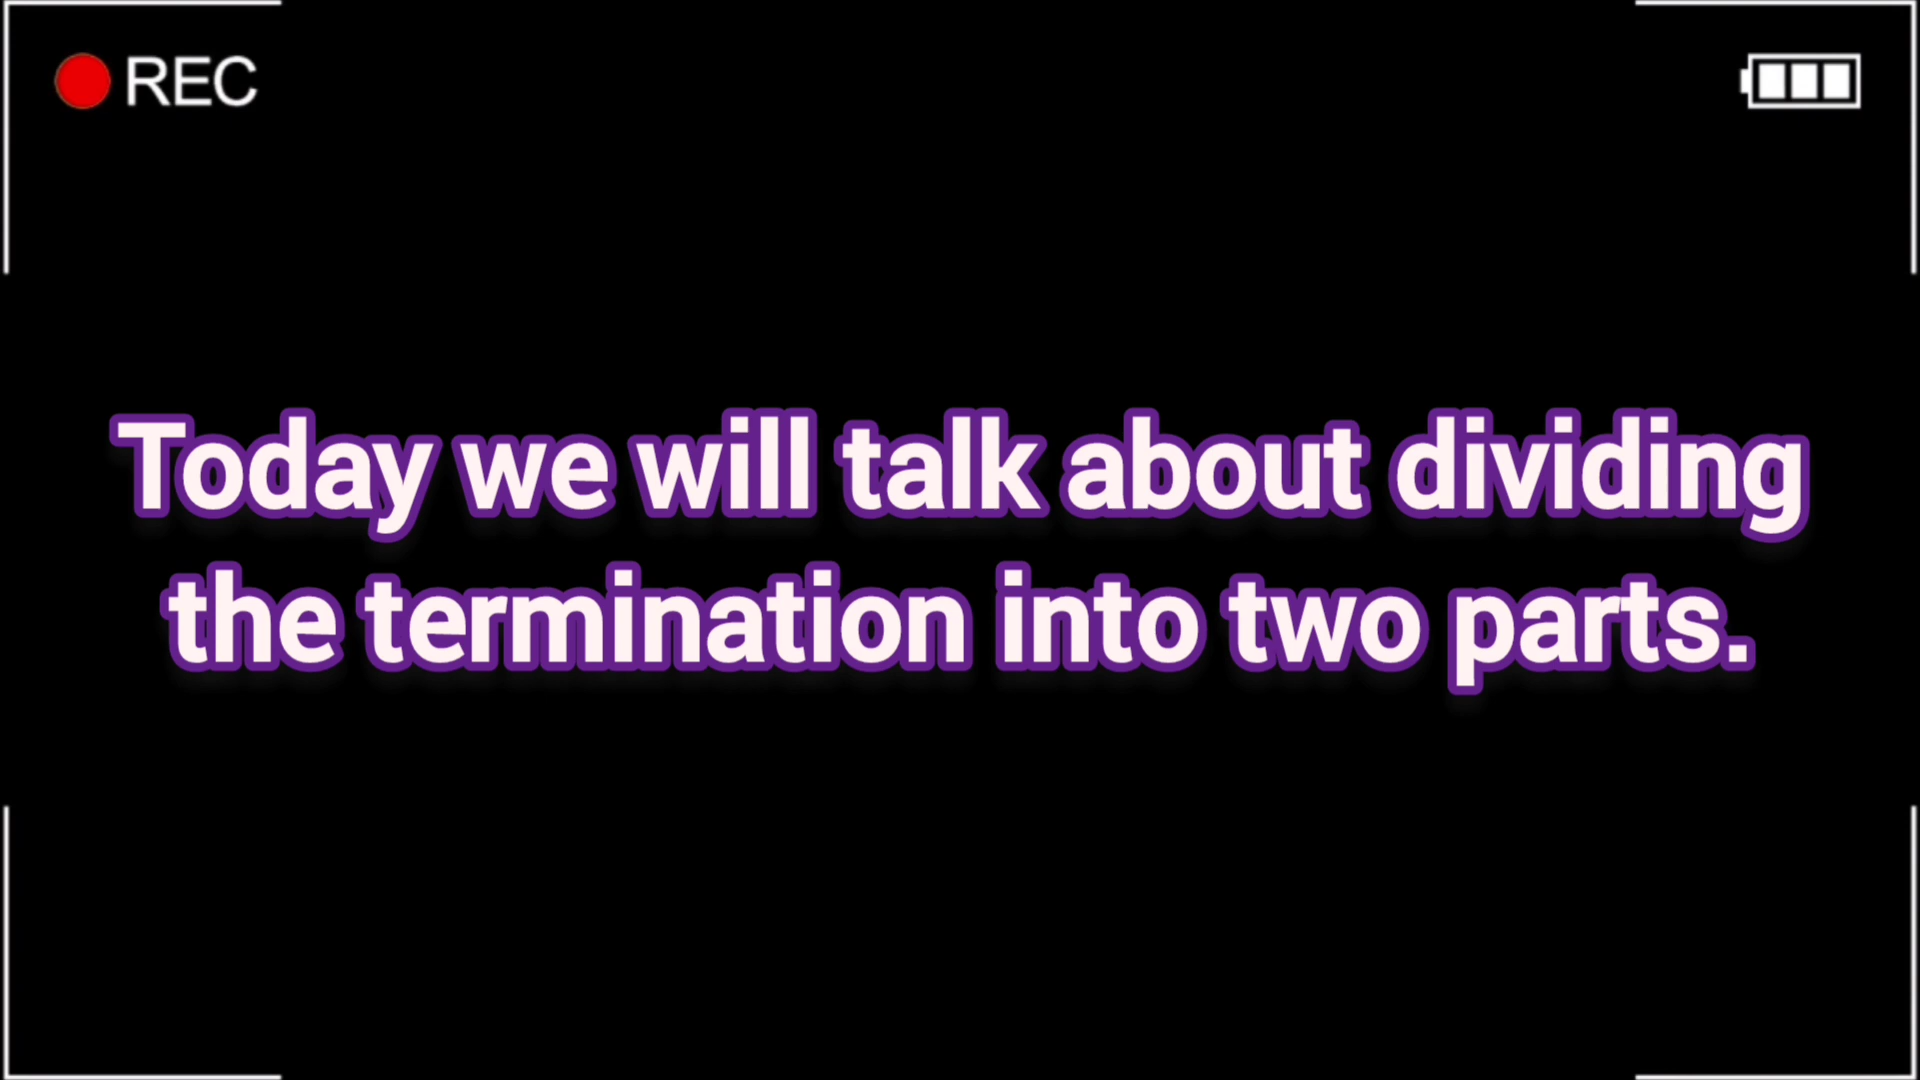 REC
Today we will talk about dividing
the termination into two parts.